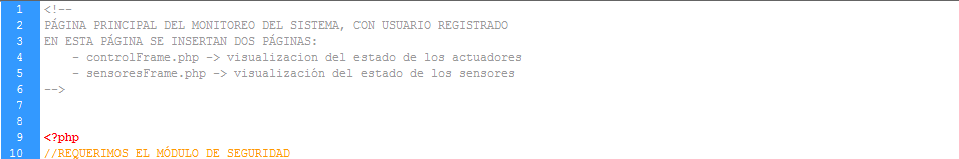 1 <!--
2 PÁGINA PRINCIPAL DEL MONITOREO DEL SISTEMA, CON USUARIO REGISTRADO
3 EN ESTA PÁGINA SE INSERTAN DOS PÁGINAS:
4 - controlFrame.php -> visualizacion del estado de los actuadores
5 - sensoresFrame.php -> visualización del estado de los sensores
6 -->
7
8
9 <?php
10 //REQUERIMOS EL MÓDULO DE SEGURIDAD